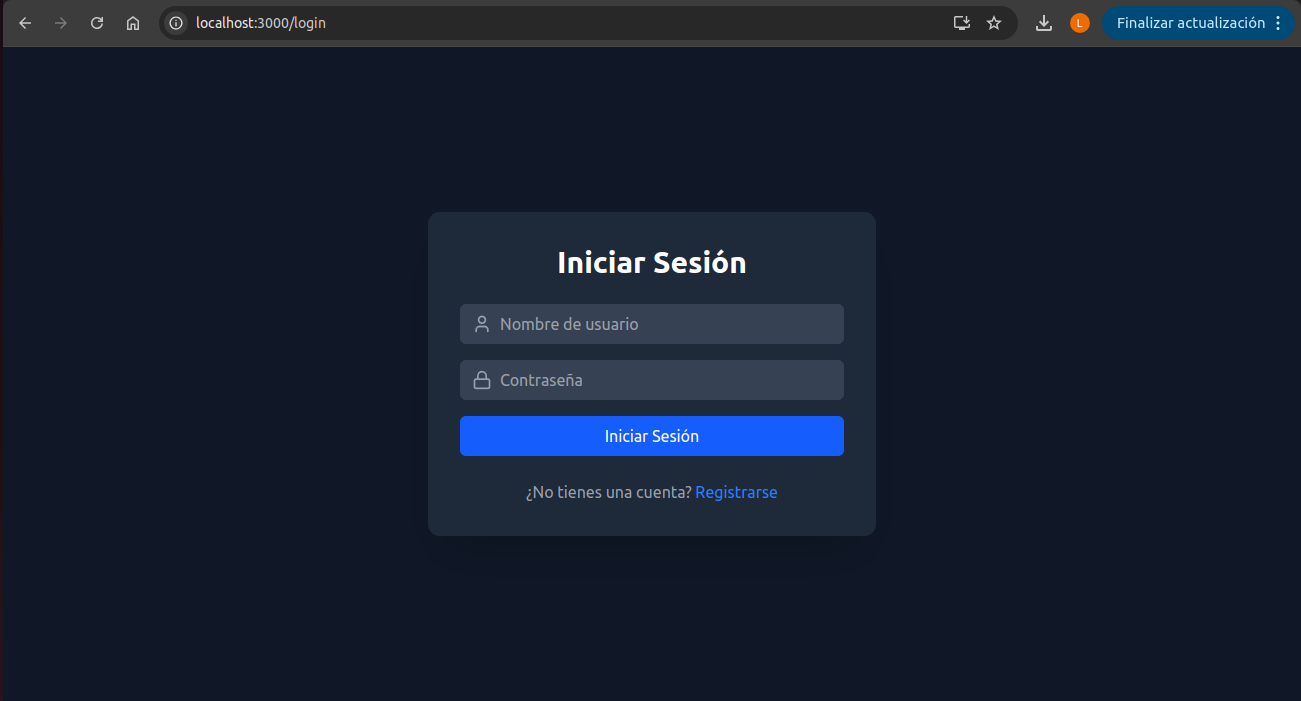 localhost:3000/login
L
Finalizar actualización
Iniciar Sesión
Nombre de usuario
Contraseña
Iniciar Sesión
¿No tienes una cuenta? Registrarse